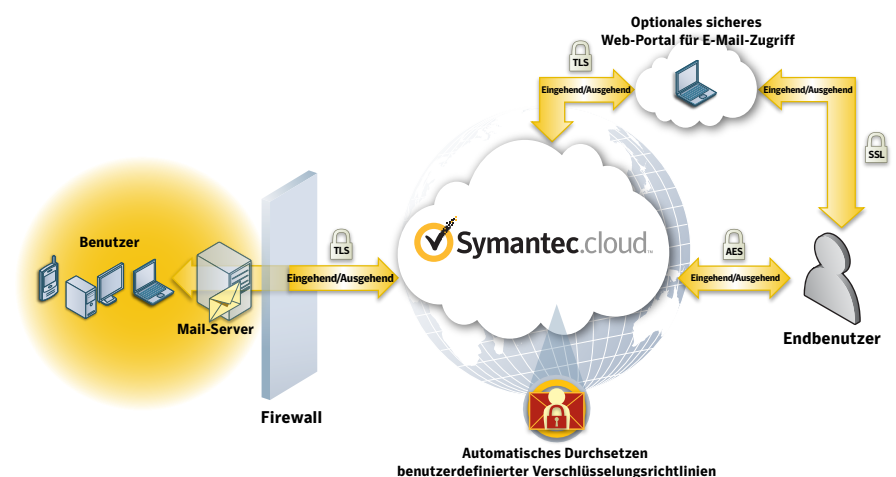 Optionales sicheres
Web-Portal für E-Mail-Zugriff
TLS
Eingehend/Ausgehend
Eingehend/Ausgehend
SSL
Benutzer
Mail-Server
TLS
Eingehend/Ausgehend
Firewall
Symantec.cloud™
AES
Eingehend/Ausgehend
Endbenutzer
Automatisches Durchsetzen
benutzerdefinierter Verschlüsselungsrichtlinien